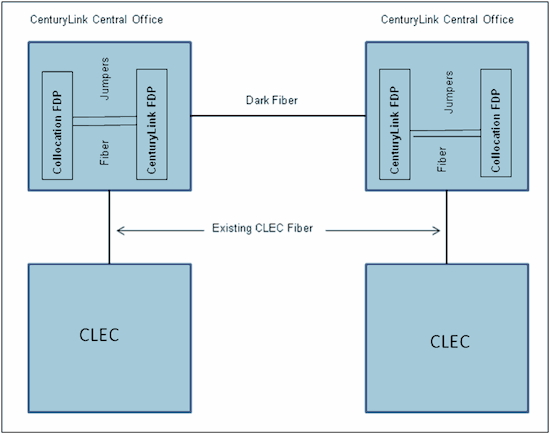 CenturyLink Central Office
CenturyLink Central Office
Collocation FDP
Jumpers
Fiber
CenturyLink FDP
Dark Fiber
CenturyLink FDP
Jumpers
Fiber
Collocation FDP
Existing CLEC Fiber
CLEC
CLEC